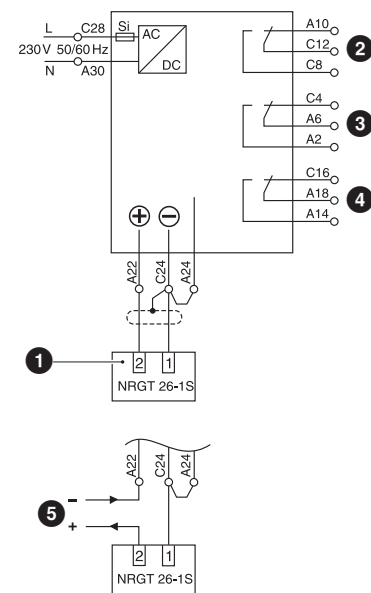 L C28 Si AC
230 V 50/60 Hz
N A30 DC
A10
C12 2
C8
C4
A6 3
A2
C16
A18 4
A14
+ −
A22 C24 A24
1
2 1
NRGT 26-1S
A22 C24 A24
−
5
+
2 1
NRGT 26-1S